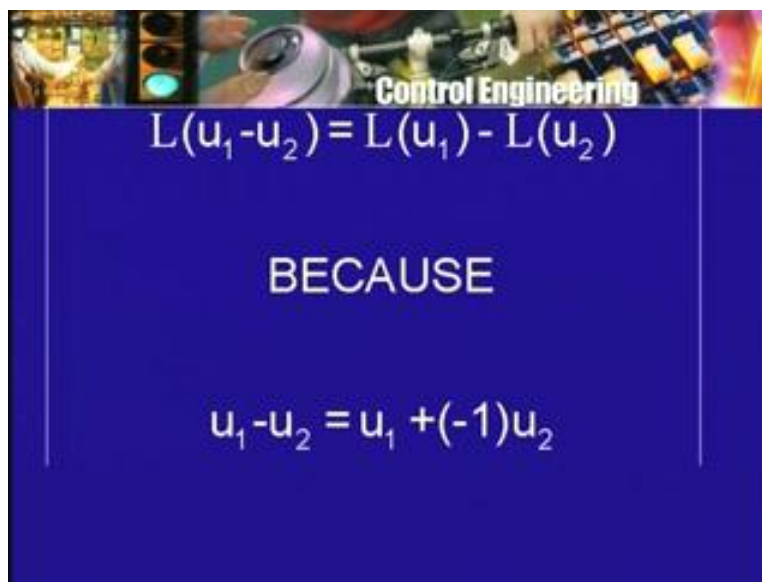 Control Engineering
L(u₁-u₂) = L(u₁) - L(u₂)
BECAUSE
u₁-u₂ = u₁ +(-1)u₂